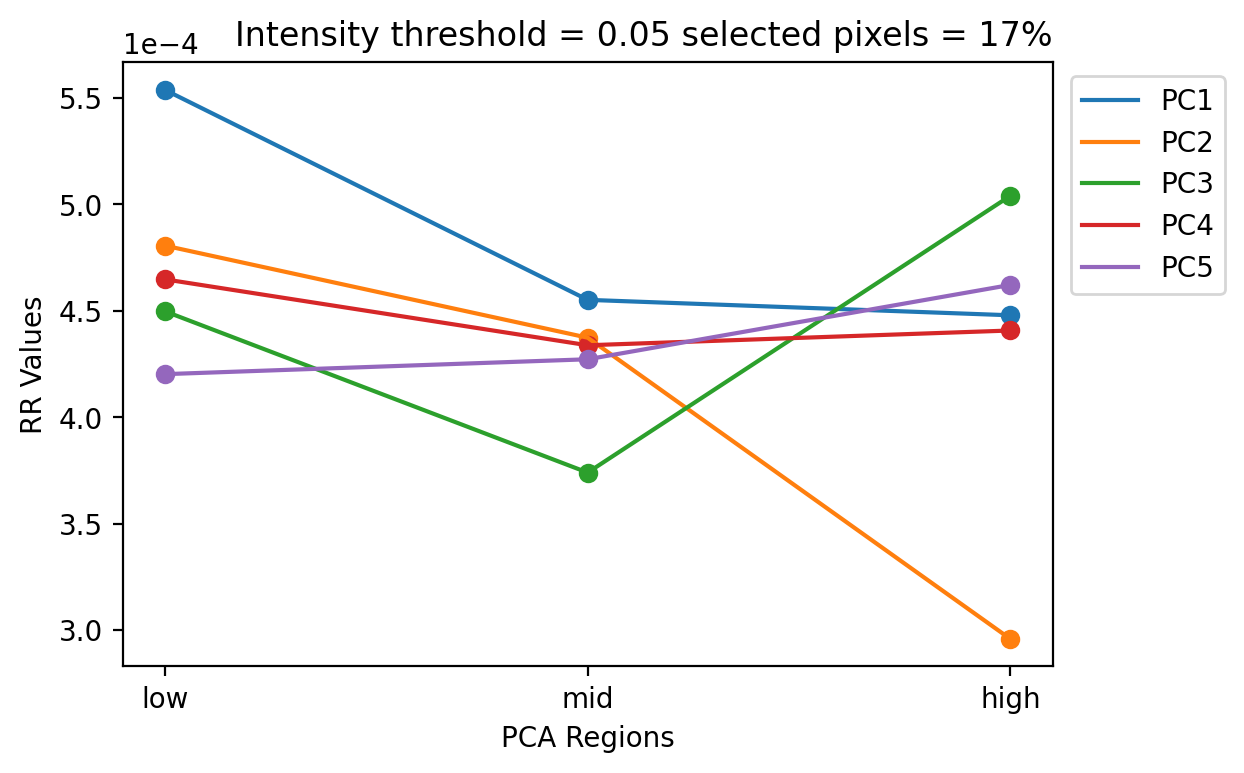 Intensity threshold = 0.05 selected pixels = 17%
1e−4
5.5
5.0
4.5
4.0
3.5
3.0
RR Values
low
mid
high
PCA Regions
PC1
PC2
PC3
PC4
PC5